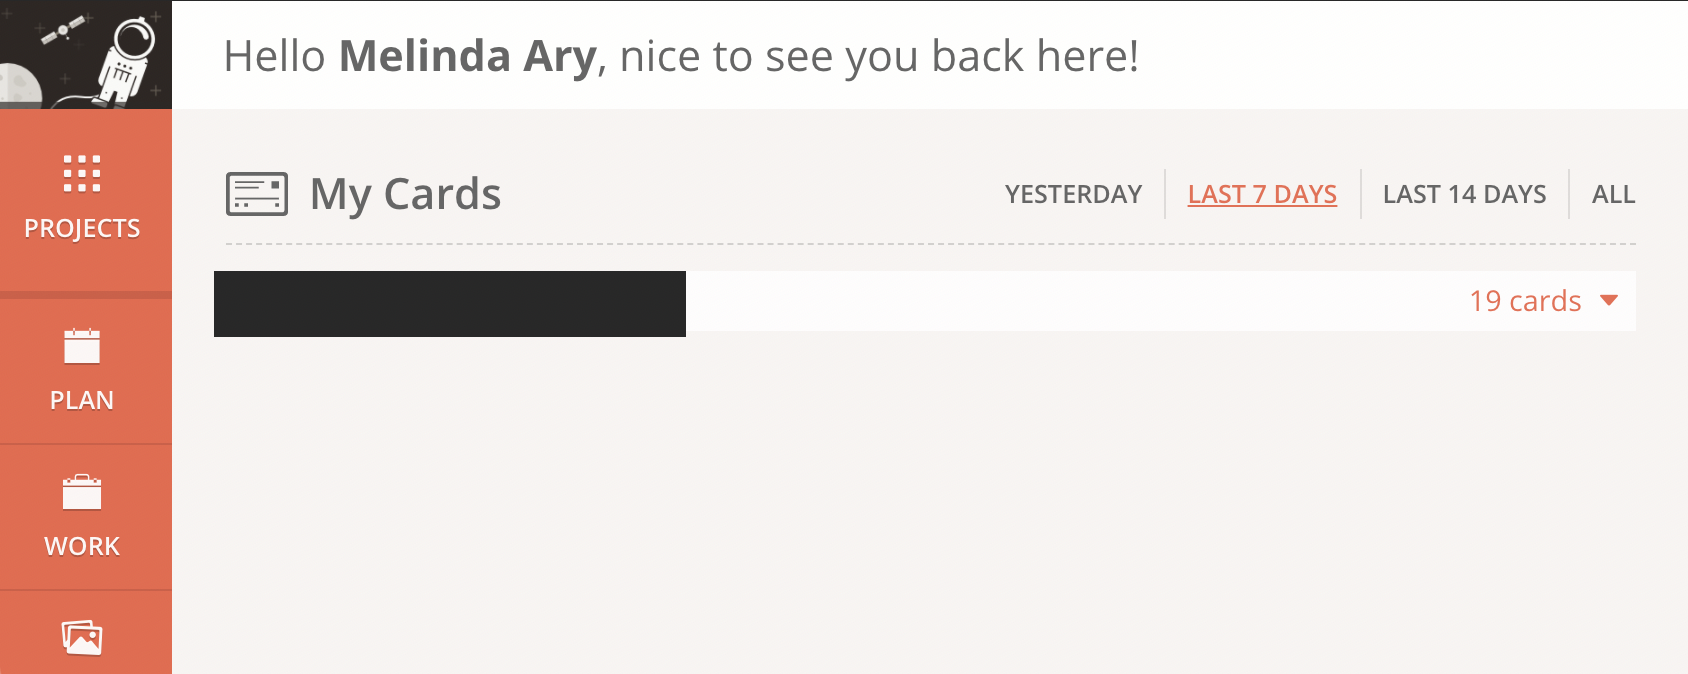 Hello Melinda Ary, nice to see you back here!
PROJECTS
My Cards
YESTERDAY
LAST 7 DAYS
LAST 14 DAYS
ALL
19 cards
PLAN
WORK